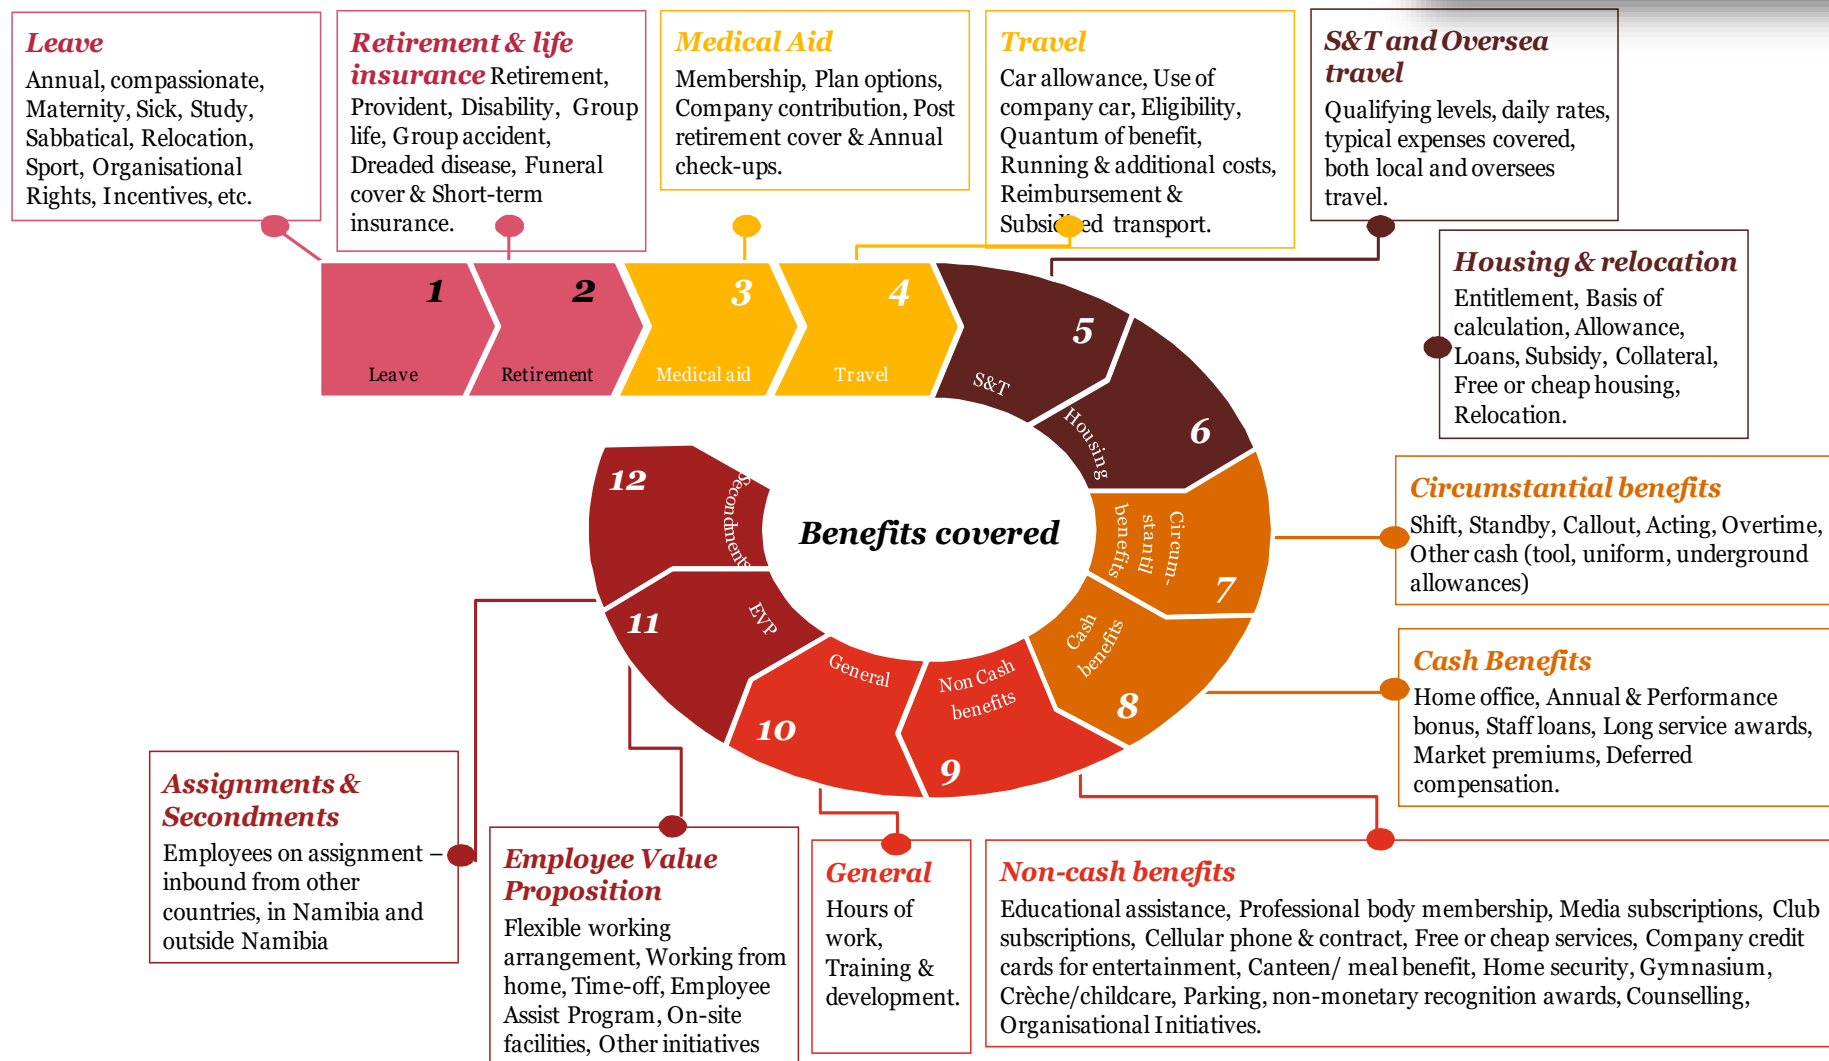 Leave
Annual, compassionate,
Maternity, Sick, Study,
Sabbatical, Relocation,
Sport, Organisational
Rights, Incentives, etc.
Retirement & life
insurance Retirement,
Provident, Disability, Group
life, Group accident,
Dreaded disease, Funeral
cover & Short-term
insurance.
Medical Aid
Membership, Plan options,
Company contribution, Post
retirement cover & Annual
check-ups.
Travel
Car allowance, Use of
company car, Eligibility,
Quantum of benefit,
Running & additional costs,
Reimbursement &
transport.
S&T and Oversea
travel
Qualifying levels, daily rates,
typical expenses covered,
both local and oversees
travel.
Housing & relocation
Entitlement, Basis of
calculation, Allowance,
Loans, Subsidy, Collateral,
Free or cheap housing,
Relocation.
1
Leave
2
Retirement
3
Medical aid
4
Travel
5
S&T
6
Housing
7
Circum-
stantil
benefits
8
Cash
benefits
9
Non Cash
benefits
10
General
11
EVP
12
Secondments
Benefits covered
Circumstantial benefits
Shift, Standby, Callout, Acting, Overtime,
Other cash (tool, uniform, underground
allowances)
Cash Benefits
Home office, Annual & Performance
bonus, Staff loans, Long service awards,
Market premiums, Deferred
compensation.
Non-cash benefits
Educational assistance, Professional body membership, Media subscriptions, Club
subscriptions, Cellular phone & contract, Free or cheap services, Company credit
cards for entertainment, Canteen/ meal benefit, Home security, Gymnasium,
Crèche/childcare, Parking, non-monetary recognition awards, Counselling,
Organisational Initiatives.
General
Hours of
work,
Training &
development.
Employee Value
Proposition
Flexible working
arrangement, Working from
home, Time-off, Employee
Assist Program, On-site
facilities, Other initiatives
Assignments &
Secondments
Employees on assignment –
inbound from other
countries, in Namibia and
outside Namibia